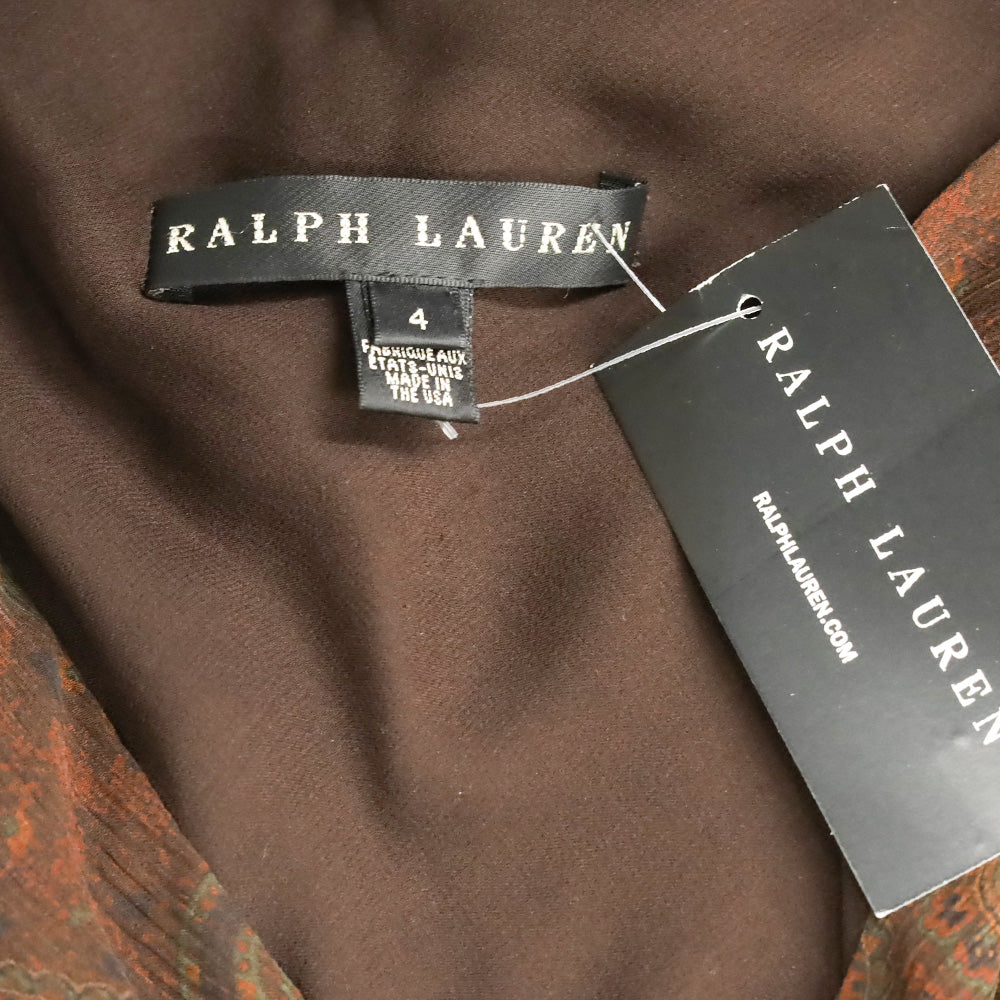 RALPH LAUREN
4
FABRIQUE AUX
ETATS-UNIS
MADE IN
THE USA
RALPH LAUREN
RALPHLAUREN.COM